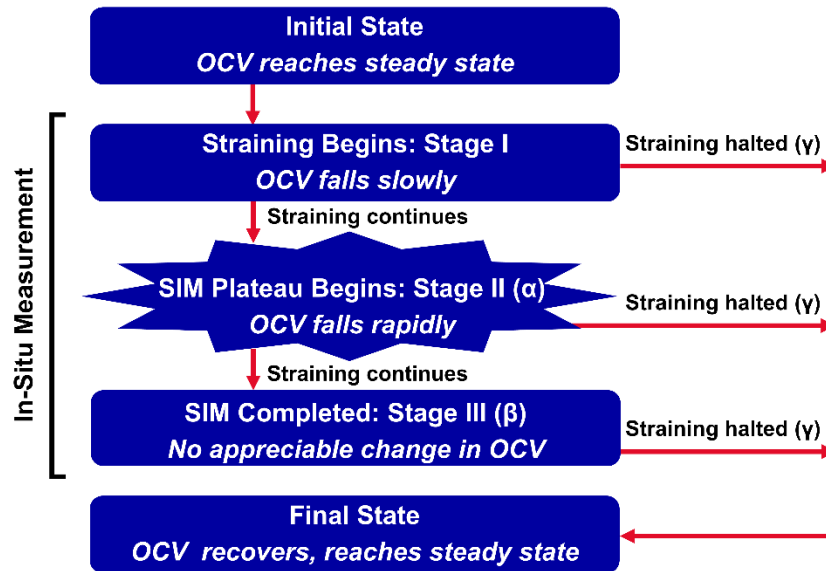 Initial State
OCV reaches steady state
In-Situ Measurement
Straining Begins: Stage I
OCV falls slowly
Straining halted (γ)
Straining continues
SIM Plateau Begins: Stage II (α)
OCV falls rapidly
Straining halted (γ)
Straining continues
SIM Completed: Stage III (β)
No appreciable change in OCV
Straining halted (γ)
Final State
OCV recovers, reaches steady state